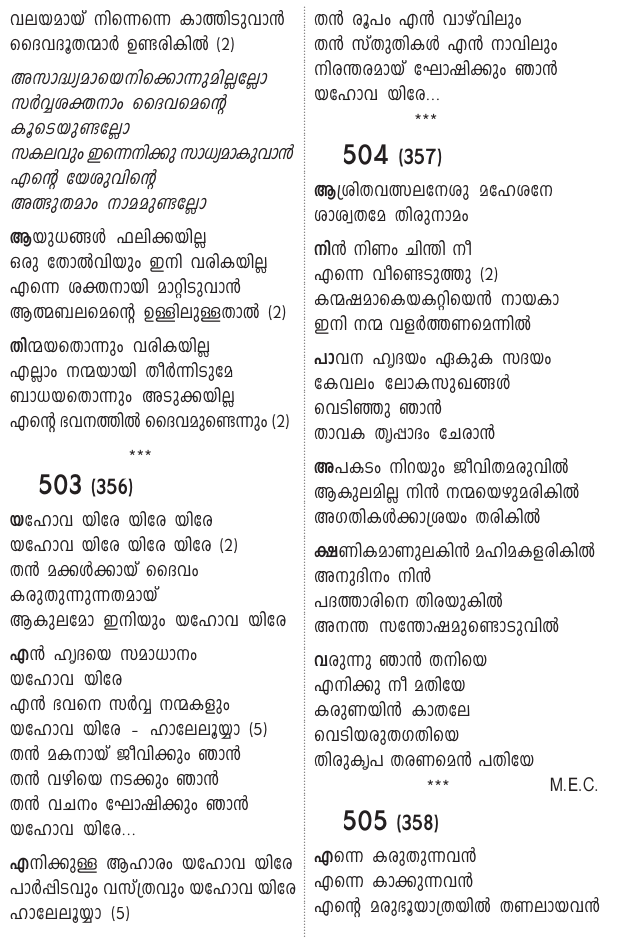 വലയമായ് നിന്നെന്നെ കാത്തിടുവാൻ
ദൈവദൂതന്മാർ ഉണ്ടരികിൽ (2)
അസാദ്ധ്യമായെനിക്കൊന്നുമില്ലല്ലോ
സർവ്വശക്തനാം ദൈവമെന്റെ
കൂടെയുണ്ടല്ലോ
സകലവും ഇന്നെനിക്കു സാധ്യമാകുവാൻ
എന്റെ യേശുവിന്റെ
അത്ഭുതമാം നാമമുണ്ടല്ലോ
ആയുധങ്ങൾ ഫലിക്കയില്ല
ഒരു തോൽവിയും ഇനി വരികയില്ല
എന്നെ ശക്തനായി മാറ്റിടുവാൻ
ആത്മബലമെന്റെ ഉള്ളിലുള്ളതാൽ (2)
തിന്മയതൊന്നും വരികയില്ല
എല്ലാം നന്മയായി തീർന്നിടുമേ
ബാധയതൊന്നും അടുക്കയില്ല
എന്റെ ഭവനത്തിൽ ദൈവമുണ്ടെന്നും (2)
***
503 (356)
യഹോവ യിരേ യിരേ യിരേ
യഹോവ യിരേ യിരേ യിരേ (2)
തൻ മക്കൾക്കായ് ദൈവം
കരുതുന്നുന്നതമായ്
ആകുലമോ ഇനിയും യഹോവ യിരേ
എൻ ഹൃദയെ സമാധാനം
യഹോവ യിരേ
എൻ ഭവനെ സർവ്വ നന്മകളും
യഹോവ യിരേ – ഹാലേലൂയ്യാ (5)
തൻ മകനായ് ജീവിക്കും ഞാൻ
തൻ വഴിയെ നടക്കും ഞാൻ
തൻ വചനം ഘോഷിക്കും ഞാൻ
യഹോവ യിരേ...
എനിക്കുള്ള ആഹാരം യഹോവ യിരേ
പാർപ്പിടവും വസ്ത്രവും യഹോവ യിരേ
ഹാലേലൂയ്യാ (5)
തൻ രൂപം എൻ വാഴ്‌വിലും
തൻ സ്തുതികൾ എൻ നാവിലും
നിരന്തരമായ് ഘോഷിക്കും ഞാൻ
യഹോവ യിരേ...
***
504 (357)
ആശ്രിതവത്സലനേശു മഹേശനേ
ശാശ്വതമേ തിരുനാമം
നിൻ നിണം ചിന്തി നീ
എന്നെ വീണ്ടെടുത്തു (2)
കന്മഷമാകെയകറ്റിയെൻ നായകാ
ഇനി നന്മ വളർത്തണമെന്നിൽ
പാവന ഹൃദയം ഏകുക സദയം
കേവലം ലോകസുഖങ്ങൾ
വെടിഞ്ഞു ഞാൻ
താവക തൃപ്പാദം ചേരാൻ
അപകടം നിറയും ജീവിതമരുവിൽ
ആകുലമില്ല നിൻ നന്മയെഴുമരികിൽ
അഗതികൾക്കാശ്രയം തരികിൽ
ക്ഷണികമാണുലകിൻ മഹിമകളരികിൽ
അനുദിനം നിൻ
പദത്താരിനെ തിരയുകിൽ
അനന്ത സന്തോഷമുണ്ടൊടുവിൽ
വരുന്നു ഞാൻ തനിയെ
എനിക്കു നീ മതിയേ
കരുണയിൻ കാതലേ
വെടിയരുതഗതിയെ
തിരുകൃപ തരണമെൻ പതിയേ
*** M.E.C.
505 (358)
എന്നെ കരുതുന്നവൻ
എന്നെ കാക്കുന്നവൻ
എന്റെ മരുഭൂയാത്രയിൽ തണലായവൻ